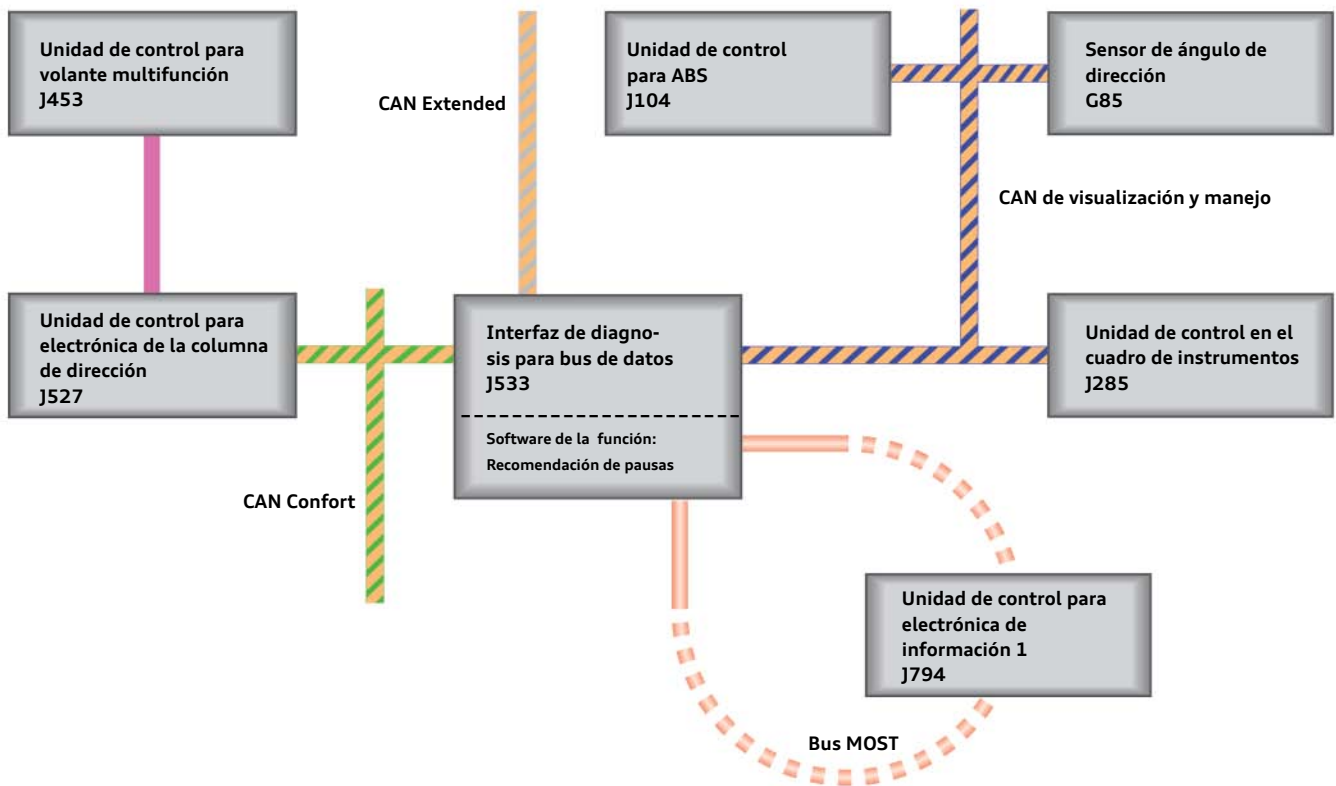 Unidad de control para
volante multifunción
J453
CAN Extended
Unidad de control
para ABS
J104
Sensor de ángulo de
dirección
G85
CAN de visualización y manejo
Unidad de control para
electrónica de la columna
de dirección
J527
Interfaz de diagno-
sis para bus de datos
J533
Software de la función:
Recomendación de pausas
Unidad de control en el
cuadro de instrumentos
J285
CAN Confort
Unidad de control para
electrónica de
información 1
J794
Bus MOST